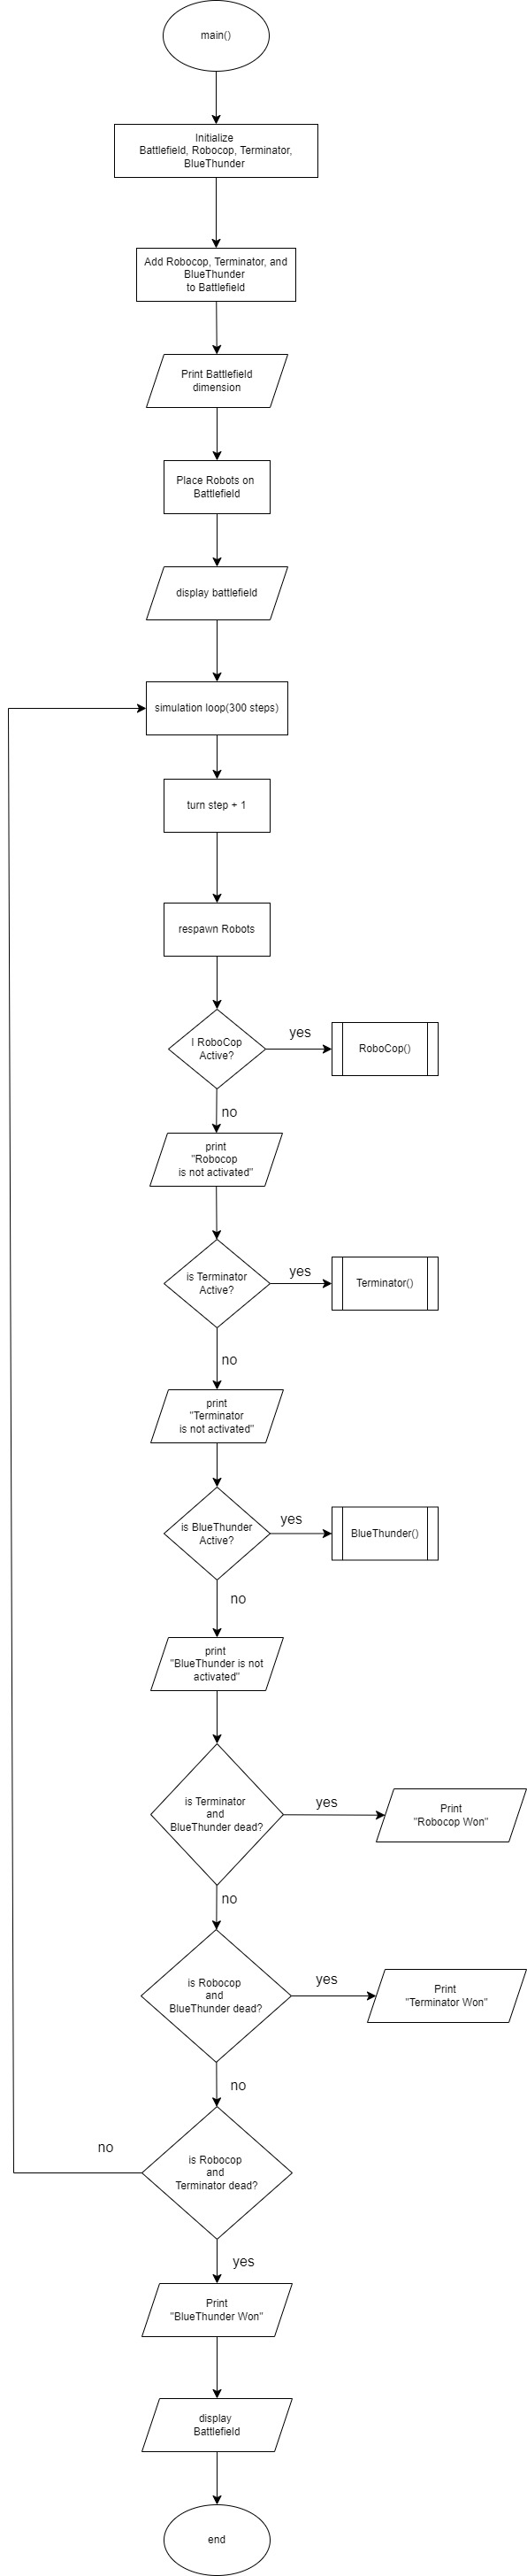 main()
Initialize
Battlefield, Robocop, Terminator,
BlueThunder
Add Robocop, Terminator, and
BlueThunder
to Battlefield
Print Battlefield
dimension
Place Robots on
Battlefield
display battlefield
simulation loop(300 steps)
turn step + 1
respawn Robots
I RoboCop
Active?
yes
RoboCop()
no
print
"Robocop
is not activated"
is Terminator
Active?
yes
Terminator()
no
print
"Terminator
is not activated"
is BlueThunder
Active?
yes
BlueThunder()
no
print
"BlueThunder is not
activated"
is Terminator
and
BlueThunder dead?
yes
Print
"Robocop Won"
no
is Robocop
and
BlueThunder dead?
yes
Print
"Terminator Won"
no
is Robocop
and
Terminator dead?
no
yes
Print
"BlueThunder Won"
display
Battlefield
end